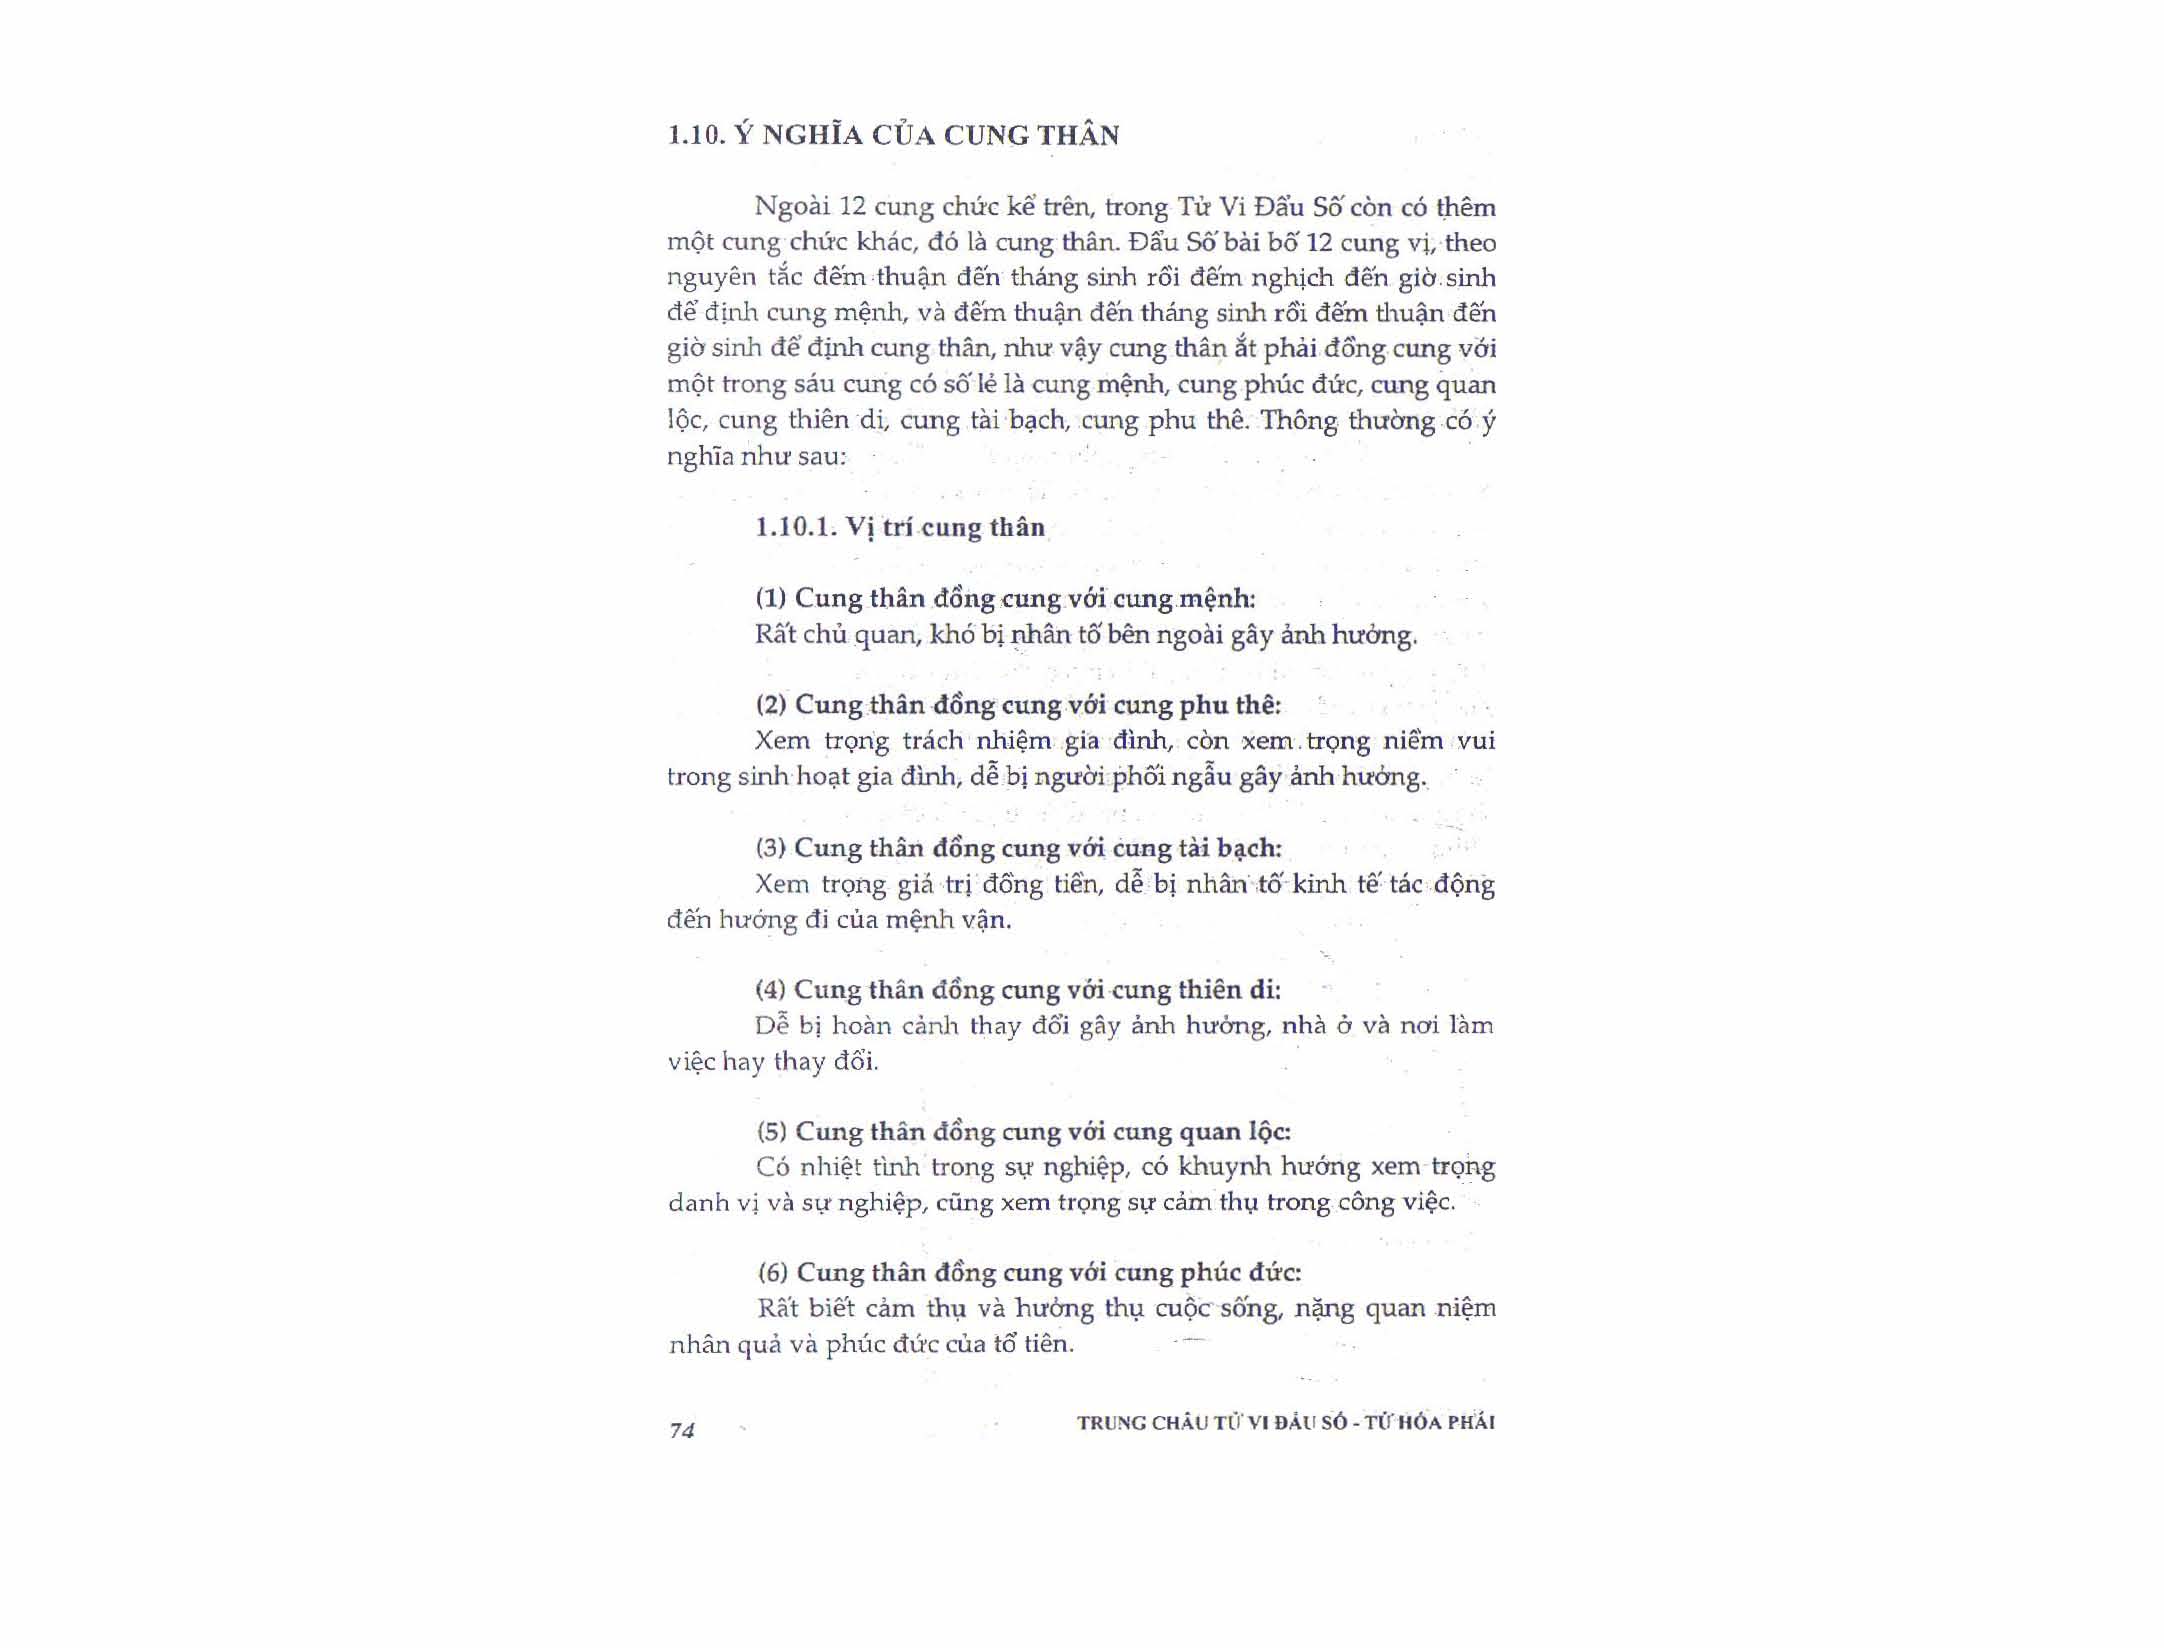 1.10. Ý NGHĨA CỦA CUNG THÂN
Ngoài 12 cung chức kể trên, trong Tử Vi Đẩu Số còn có thêm
một cung chức khác, đó là cung thân. Đẩu Số bài bố 12 cung vị, theo
nguyên tắc đếm thuận đến tháng sinh rồi đếm nghịch đến giờ sinh
để định cung mệnh, và đếm thuận đến tháng sinh rồi đếm thuận đến
giờ sinh để định cung thân, như vậy cung thân ắt phải đồng cung với
một trong sáu cung có số lẻ là cung mệnh, cung phúc đức, cung quan
lộc, cung thiên di, cung tài bạch, cung phu thê. Thông thường có ý
nghĩa như sau:
1.10.1. Vị trí cung thân
(1) Cung thân đồng cung với cung mệnh:
Rất chủ quan, khó bị nhân tố bên ngoài gây ảnh hưởng.
(2) Cung thân đồng cung với cung phu thê:
Xem trọng trách nhiệm gia đình, còn xem trọng niềm vui
trong sinh hoạt gia đình, dễ bị người phối ngẫu gây ảnh hưởng.
(3) Cung thân đồng cung với cung tài bạch:
Xem trọng giá trị đồng tiền, dễ bị nhân tố kinh tế tác động
đến hướng đi của mệnh vận.
(4) Cung thân đồng cung với cung thiên di:
Dễ bị hoàn cảnh thay đổi gây ảnh hưởng, nhà ở và nơi làm
việc hay thay đổi.
(5) Cung thân đồng cung với cung quan lộc:
Có nhiệt tình trong sự nghiệp, có khuynh hướng xem trọng
danh vị và sự nghiệp, cũng xem trọng sự cảm thụ trong công việc.
(6) Cung thân đồng cung với cung phúc đức:
Rất biết cảm thụ và hưởng thụ cuộc sống, nặng quan niệm
nhân quả và phúc đức của tổ tiên.
74 TRUNG CHÂU TỬ VI ĐẨU SỐ - TỨ HÓA PHÁI